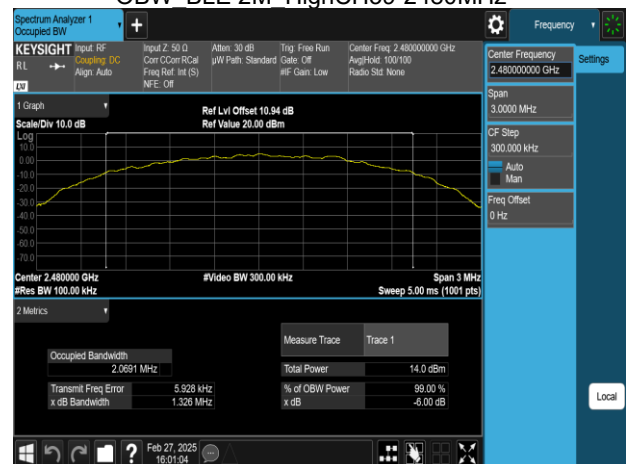 OBW_BLE 2M_HighCH39-2480MHz
Spectrum Analyzer 1
Occupied BW
Frequency
KEYSIGHT
RL
LXI
Input: RF
Coupling: DC
Align: Auto
Input Z: 50 Ω
Corr CCorr RCal
Freq Ref: Int (S)
NFE: Off
Atten: 30 dB
µW Path: Standard
Trig: Free Run
Gate: Off
#IF Gain: Low
Center Freq: 2.480000000 GHz
Avg|Hold: 100/100
Radio Std: None
Center Frequency
2.480000000 GHz
Settings
Span
3.0000 MHz
CF Step
300.000 kHz
Auto
Man
Freq Offset
0 Hz
Local
1 Graph
Scale/Div 10.0 dB
Ref Lvl Offset 10.94 dB
Ref Value 20.00 dBm
Log
10.0
0.00
-10.0
-20.0
-30.0
-40.0
-50.0
-60.0
-70.0
Center 2.480000 GHz
#Res BW 100.00 kHz
#Video BW 300.00 kHz
Span 3 MHz
Sweep 5.00 ms (1001 pts)
2 Metrics
Measure Trace Trace 1
Occupied Bandwidth
2.0691 MHz
Total Power 14.0 dBm
Transmit Freq Error 5.928 kHz
% of OBW Power 99.00 %
x dB Bandwidth 1.326 MHz
x dB -6.00 dB
?
Feb 27, 2025
16:01:04